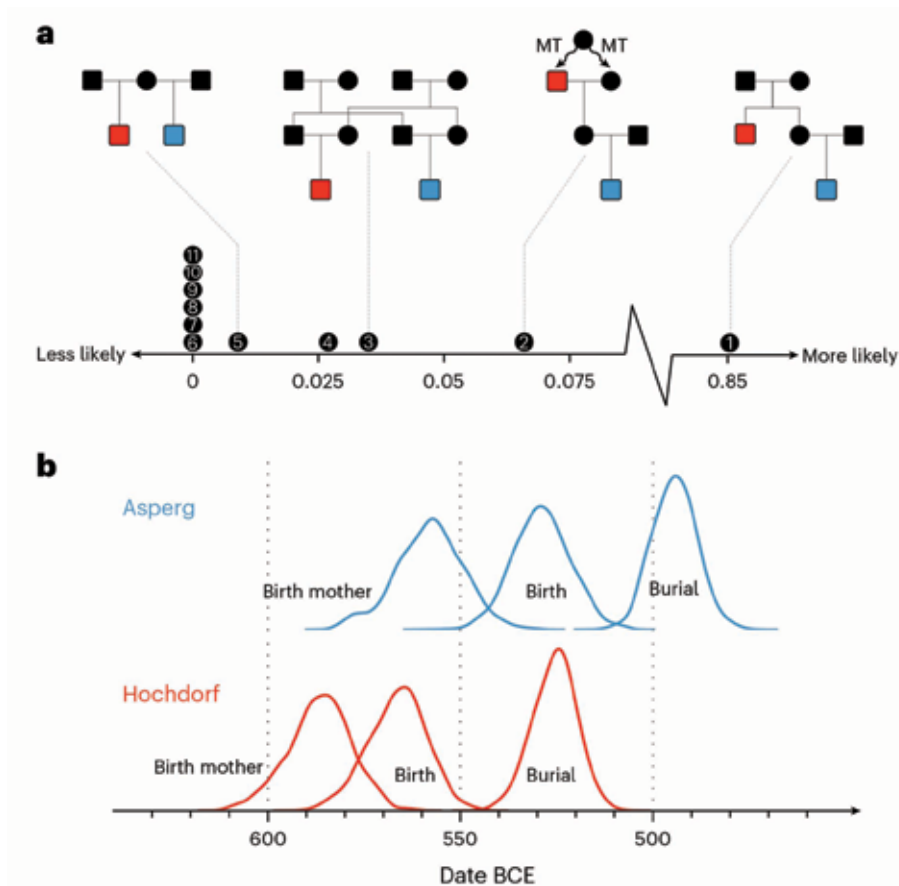 a
MT MT
11
10
9
8
7
6 5 4 3 2 1
Less likely More likely
0 0.025 0.05 0.075 0.85
b
Asperg
Birth mother Birth Burial
Hochdorf
Birth mother Birth Burial
600 550 500
Date BCE